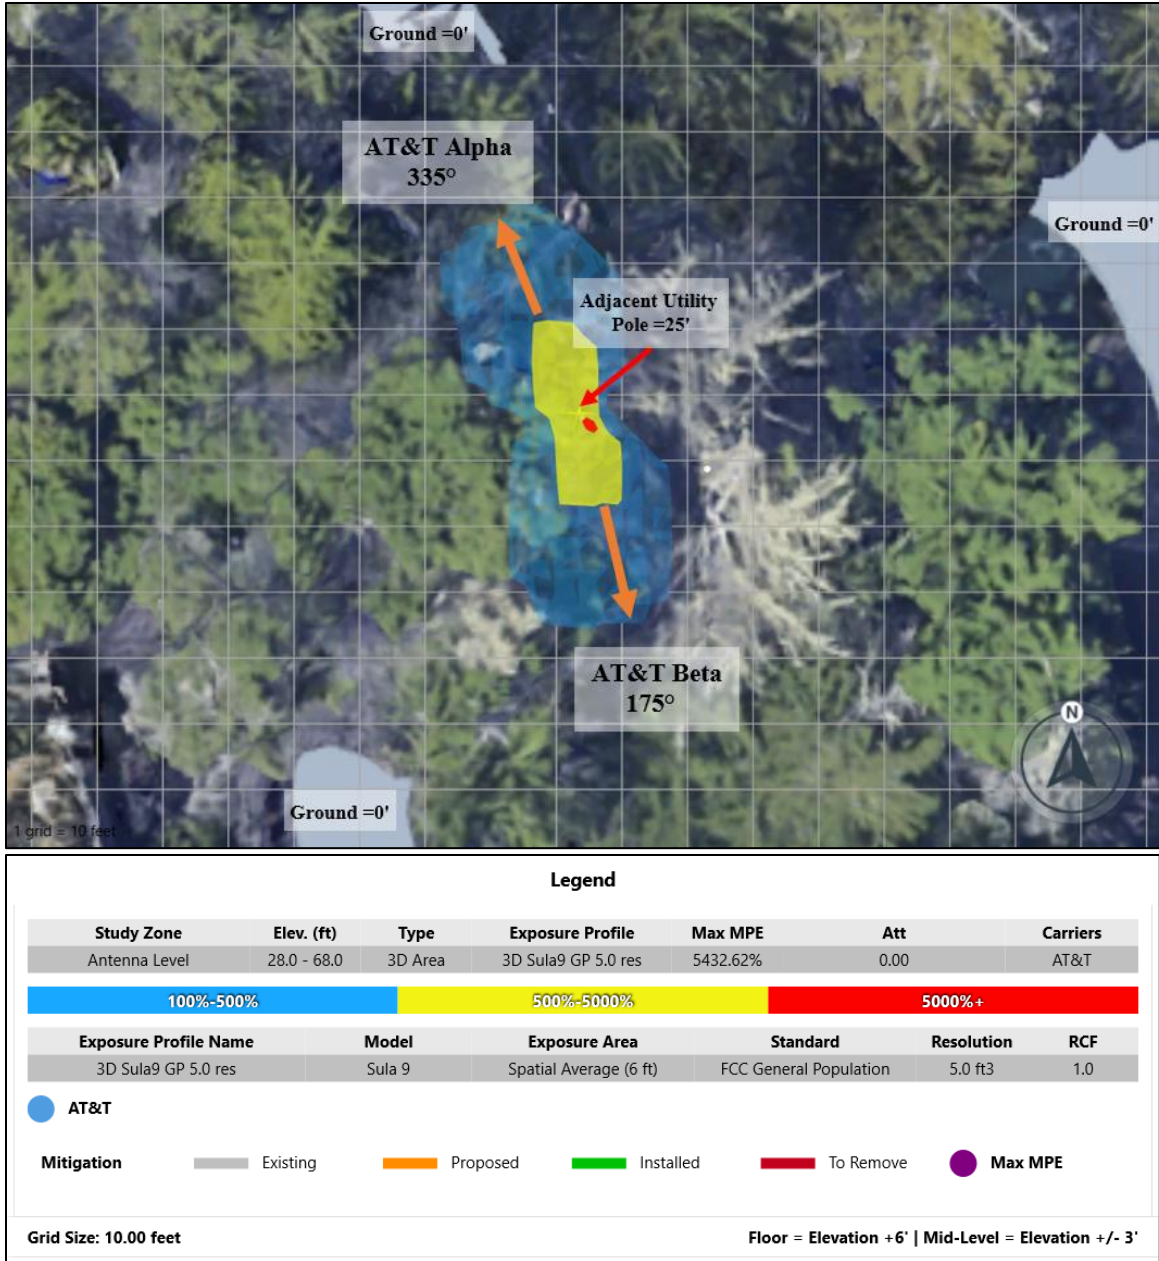 Ground =0'
AT&T Alpha
335°
Ground =0'
Adjacent Utility
Pole =25'
AT&T Beta
175°
N
Ground =0'
1 grid = 10 feet
Legend
Study Zone Elev. (ft) Type Exposure Profile Max MPE Att Carriers
Antenna Level 28.0 - 68.0 3D Area 3D Sula9 GP 5.0 res 5432.62% 0.00 AT&T
100%-500% 500%-5000% 5000%+
Exposure Profile Name Model Exposure Area Standard Resolution RCF
3D Sula9 GP 5.0 res Sula 9 Spatial Average (6 ft) FCC General Population 5.0 ft3 1.0
AT&T
Mitigation Existing Proposed Installed To Remove Max MPE
Grid Size: 10.00 feet Floor = Elevation +6' | Mid-Level = Elevation +/- 3'